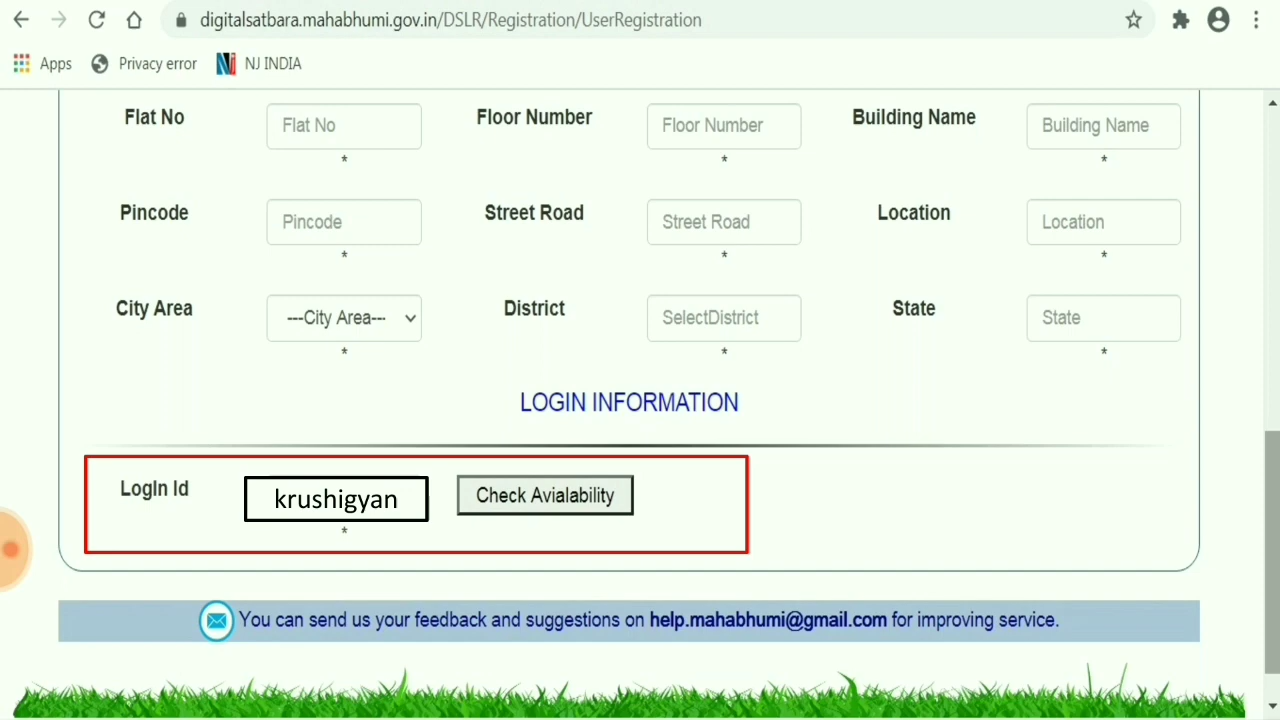 digitalsatbara.mahabhumi.gov.in/DSLR/Registration/UserRegistration
Apps Privacy error NJ INDIA
Flat No Flat No Floor Number Floor Number Building Name Building Name
* * *
Pincode Pincode Street Road Street Road Location Location
* * *
City Area ---City Area--- District SelectDistrict State State
* * *
LOGIN INFORMATION
LogIn Id krushigyan Check Avialability
*
You can send us your feedback and suggestions on help.mahabhumi@gmail.com for improving service.